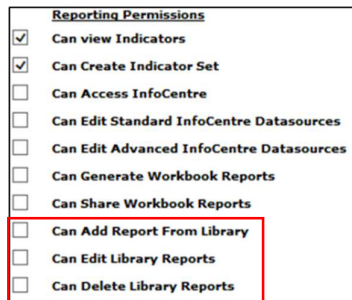 Reporting Permissions
Can view Indicators
Can Create Indicator Set
Can Access InfoCentre
Can Edit Standard InfoCentre Datasources
Can Edit Advanced InfoCentre Datasources
Can Generate Workbook Reports
Can Share Workbook Reports
Can Add Report From Library
Can Edit Library Reports
Can Delete Library Reports